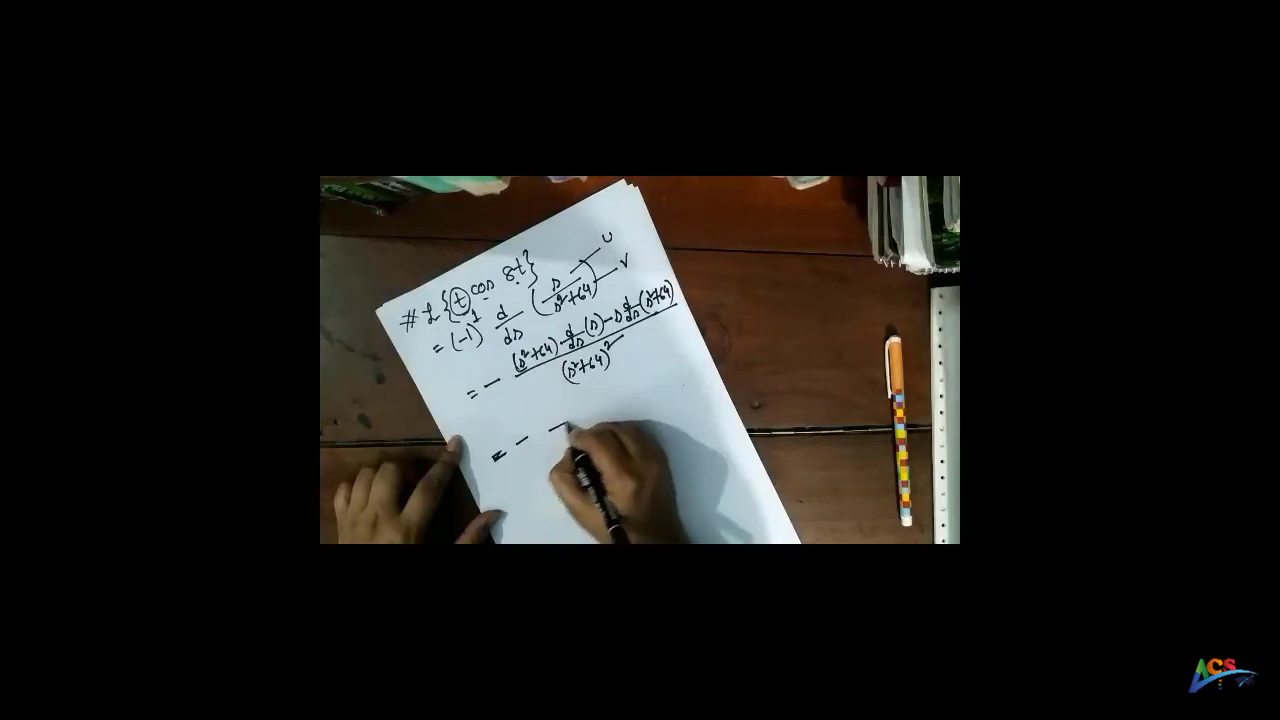 # L {t cos 8t}
= (-1)^1 d/ds (s/s²+64) U V
= - (s²+64) · d/ds (s) - s d/ds (s²+64) / (s²+64)²
= - -
ACS